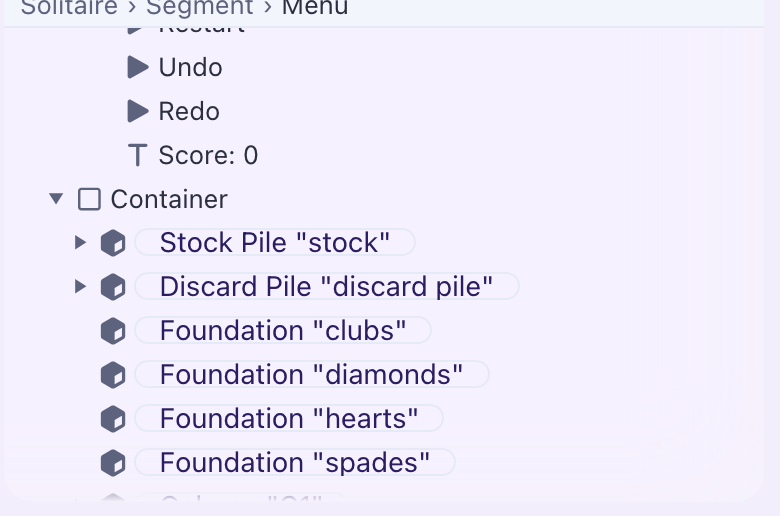 Solitaire › Segment › Menu
Restart
Undo
Redo
Score: 0
Container
Stock Pile "stock"
Discard Pile "discard pile"
Foundation "clubs"
Foundation "diamonds"
Foundation "hearts"
Foundation "spades"